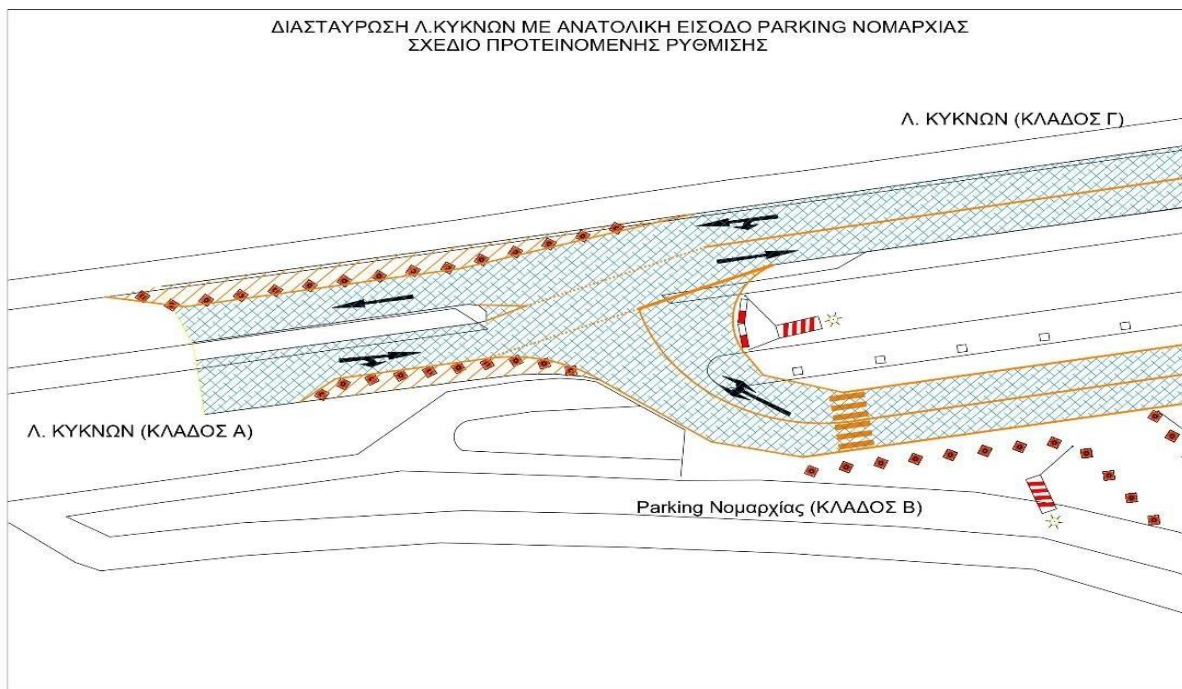 ΔΙΑΣΤΑΥΡΩΣΗ Λ.ΚΥΚΝΩΝ ΜΕ ΑΝΑΤΟΛΙΚΗ ΕΙΣΟΔΟ PARKING ΝΟΜΑΡΧΙΑΣ
ΣΧΕΔΙΟ ΠΡΟΤΕΙΝΟΜΕΝΗΣ ΡΥΘΜΙΣΗΣ
Λ. ΚΥΚΝΩΝ (ΚΛΑΔΟΣ Γ)
Λ. ΚΥΚΝΩΝ (ΚΛΑΔΟΣ Α)
Parking Νομαρχίας (ΚΛΑΔΟΣ Β)